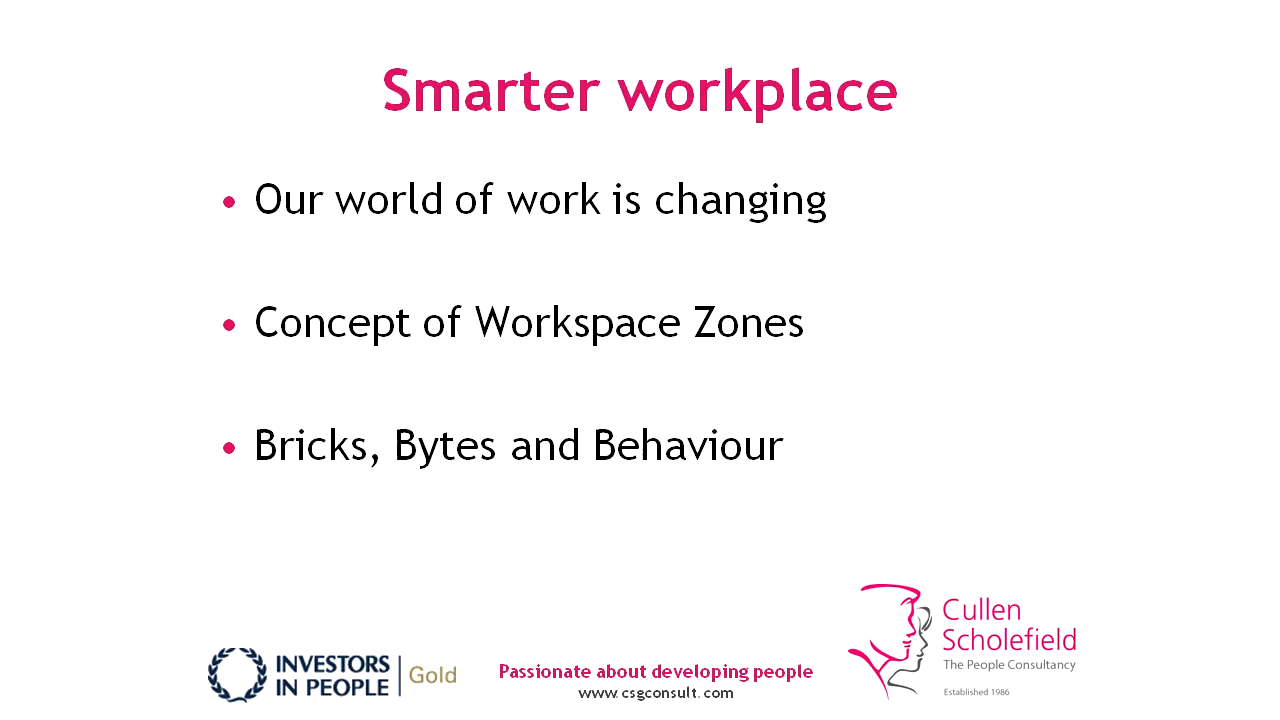 Smarter workplace
• Our world of work is changing
• Concept of Workspace Zones
• Bricks, Bytes and Behaviour
INVESTORS
IN PEOPLE
Gold
Passionate about developing people
www.csgconsult.com
Cullen
Scholefield
The People Consultancy
Established 1986